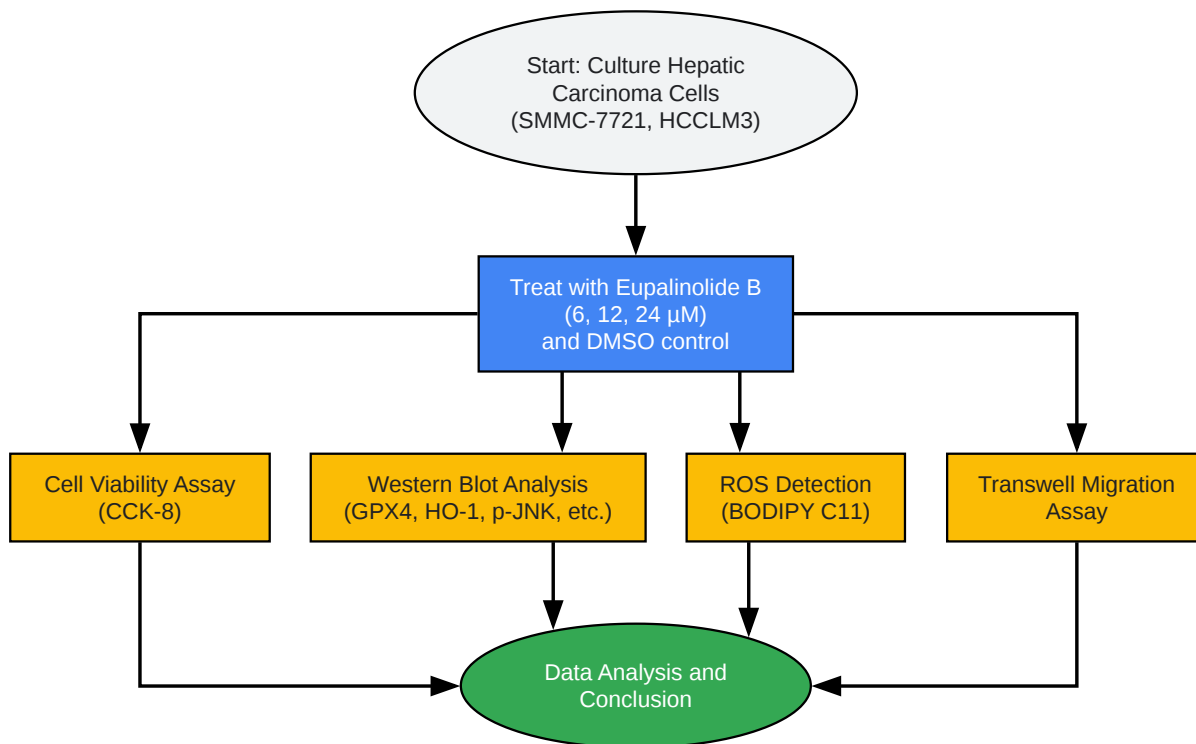 Start: Culture Hepatic
Carcinoma Cells
(SMMC-7721, HCCLM3)
Treat with Eupalinolide B
(6, 12, 24 µM)
and DMSO control
Cell Viability Assay
(CCK-8)
Western Blot Analysis
(GPX4, HO-1, p-JNK, etc.)
ROS Detection
(BODIPY C11)
Transwell Migration
Assay
Data Analysis and
Conclusion